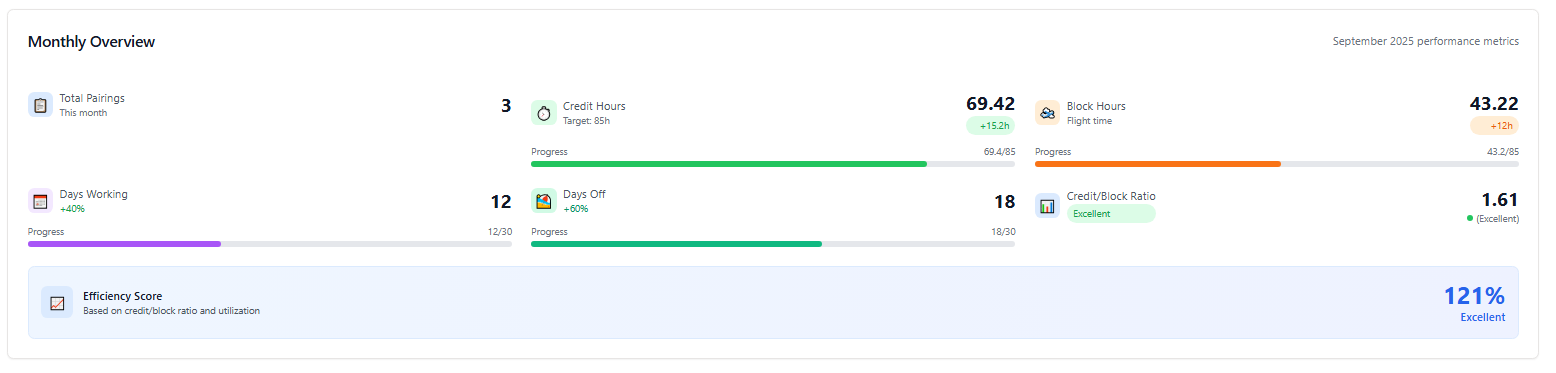 Monthly Overview
September 2025 performance metrics
Total Pairings
This month
3
Credit Hours
Target: 85h
69.42
+15.2h
Progress
69.4/85
Block Hours
Flight time
43.22
+12h
Progress
43.2/85
Days Working
+40%
12
Progress
12/30
Days Off
+60%
18
Progress
18/30
Credit/Block Ratio
Excellent
1.61
(Excellent)
Efficiency Score
Based on credit/block ratio and utilization
121%
Excellent